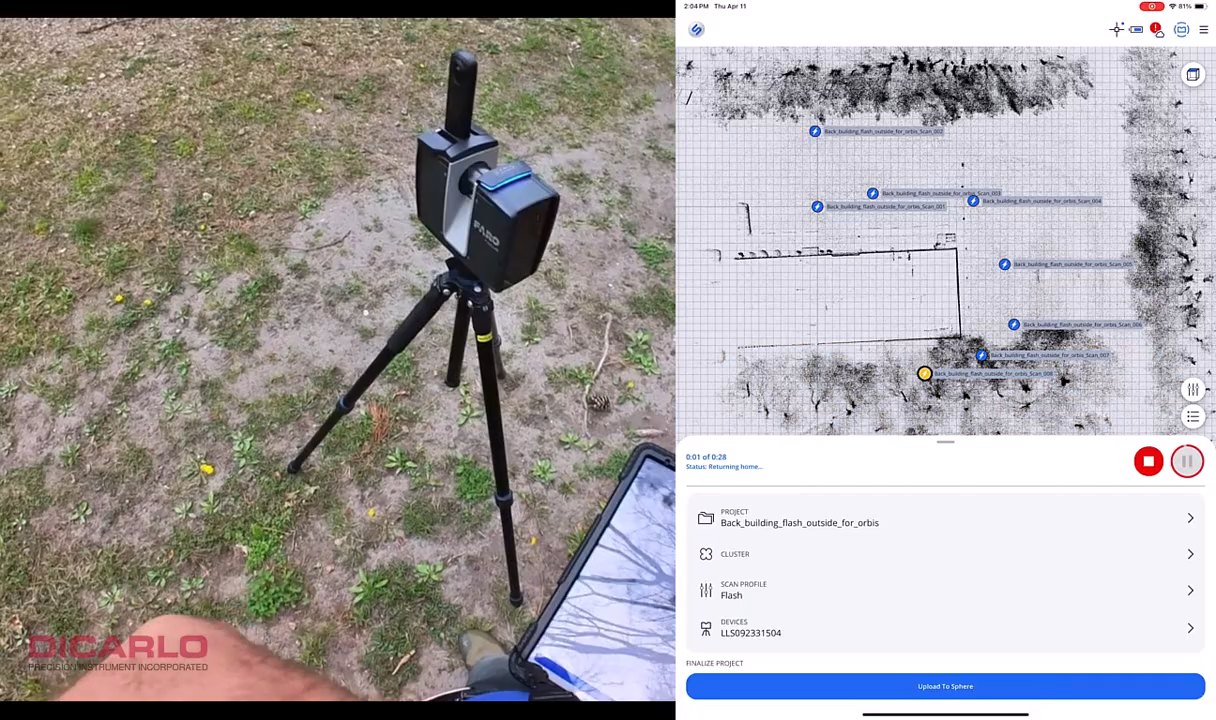 FARO
DICARLO
PRECISION INSTRUMENT INCORPORATED
2:04 PM Thu Apr 11
81%
Back_building_flash_outside_for_orbis_Scan_002
Back_building_flash_outside_for_orbis_Scan_003
Back_building_flash_outside_for_orbis_Scan_004
Back_building_flash_outside_for_orbis_Scan_001
Back_building_flash_outside_for_orbis_Scan_005
Back_building_flash_outside_for_orbis_Scan_006
Back_building_flash_outside_for_orbis_Scan_007
Back_building_flash_outside_for_orbis_Scan_008
0:01 of 0:28
Status: Returning home...
PROJECT
Back_building_flash_outside_for_orbis
CLUSTER
SCAN PROFILE
Flash
DEVICES
LLS092331504
FINALIZE PROJECT
Upload To Sphere